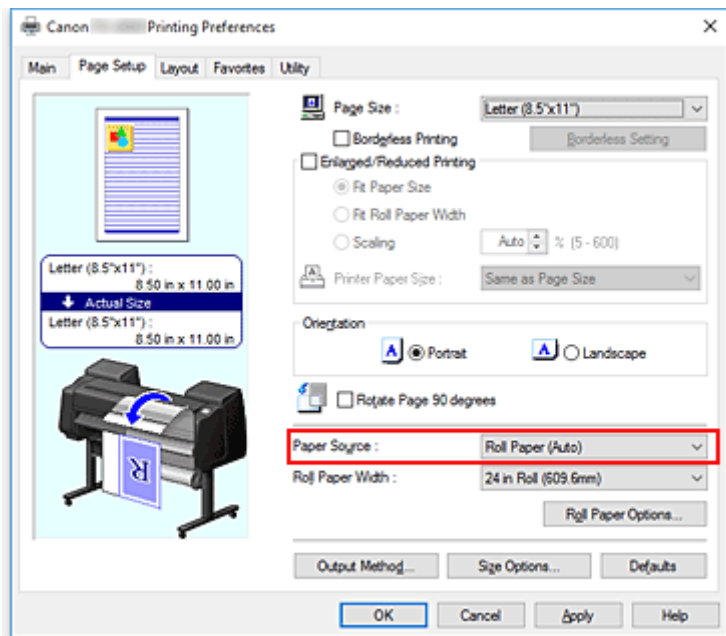 Canon Printing Preferences
Main Page Setup Layout Favorites Utility
Page Size : Letter (8.5"x11")
Borderless Printing Borderless Setting
Enlarged/Reduced Printing
Fit Paper Size
Fit Roll Paper Width
Scaling Auto % (5 - 600)
Printer Paper Size : Same as Page Size
Letter (8.5"x11") :
8.50 in x 11.00 in
Actual Size
Letter (8.5"x11") :
8.50 in x 11.00 in
Orientation
A Portrait A Landscape
Rotate Page 90 degrees
Paper Source : Roll Paper (Auto)
Roll Paper Width : 24 in Roll (609.6mm)
Roll Paper Options...
R
Output Method... Size Options... Defaults
OK Cancel Apply Help